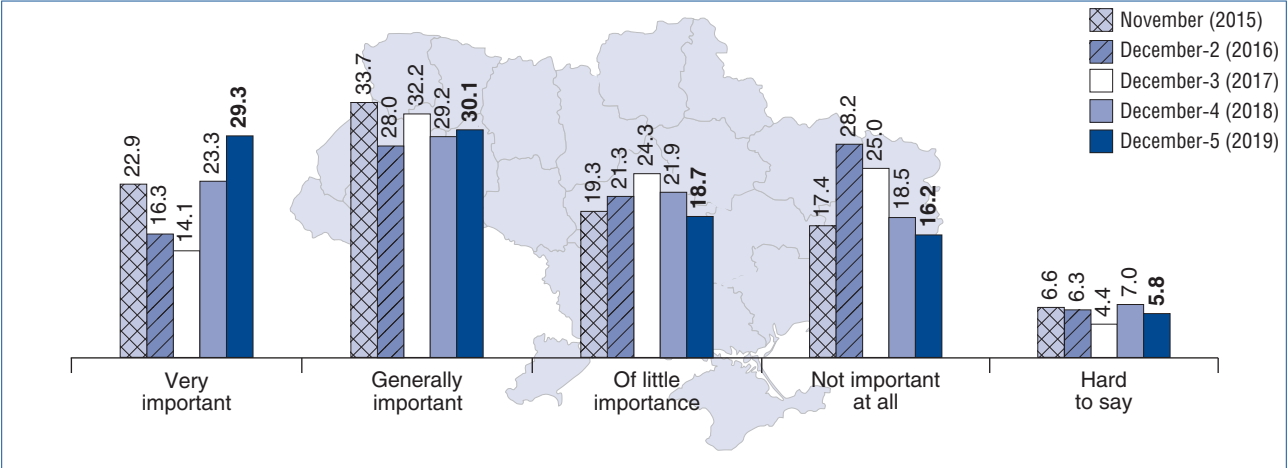 November (2015)
December-2 (2016)
December-3 (2017)
December-4 (2018)
December-5 (2019)
22.9
16.3
14.1
23.3
29.3
33.7
28.0
32.2
29.2
30.1
19.3
21.3
24.3
21.9
18.7
17.4
28.2
25.0
18.5
16.2
6.6
6.3
4.4
7.0
5.8
Very
important
Generally
important
Of little
importance
Not important
at all
Hard
to say